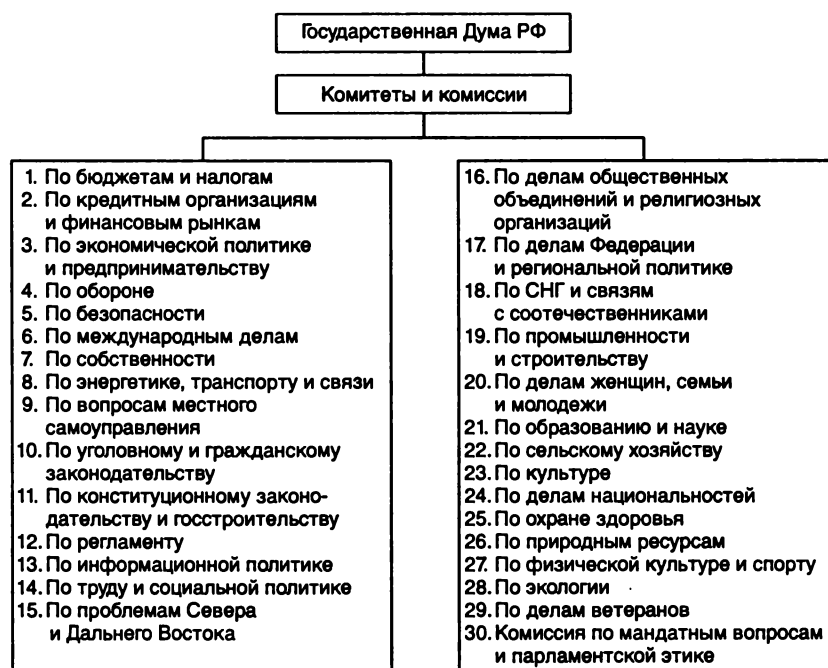 Государственная Дума РФ
Комитеты и комиссии
1. По бюджетам и налогам
2. По кредитным организациям
и финансовым рынкам
3. По экономической политике
и предпринимательству
4. По обороне
5. По безопасности
6. По международным делам
7. По собственности
8. По энергетике, транспорту и связи
9. По вопросам местного
самоуправления
10. По уголовному и гражданскому
законодательству
11. По конституционному законо-
дательству и госстроительству
12. По регламенту
13. По информационной политике
14. По труду и социальной политике
15. По проблемам Севера
и Дальнего Востока
16. По делам общественных
объединений и религиозных
организаций
17. По делам Федерации
и региональной политике
18. По СНГ и связям
с соотечественниками
19. По промышленности
и строительству
20. По делам женщин, семьи
и молодежи
21. По образованию и науке
22. По сельскому хозяйству
23. По культуре
24. По делам национальностей
25. По охране здоровья
26. По природным ресурсам
27. По физической культуре и спорту
28. По экологии
29. По делам ветеранов
30. Комиссия по мандатным вопросам
и парламентской этике